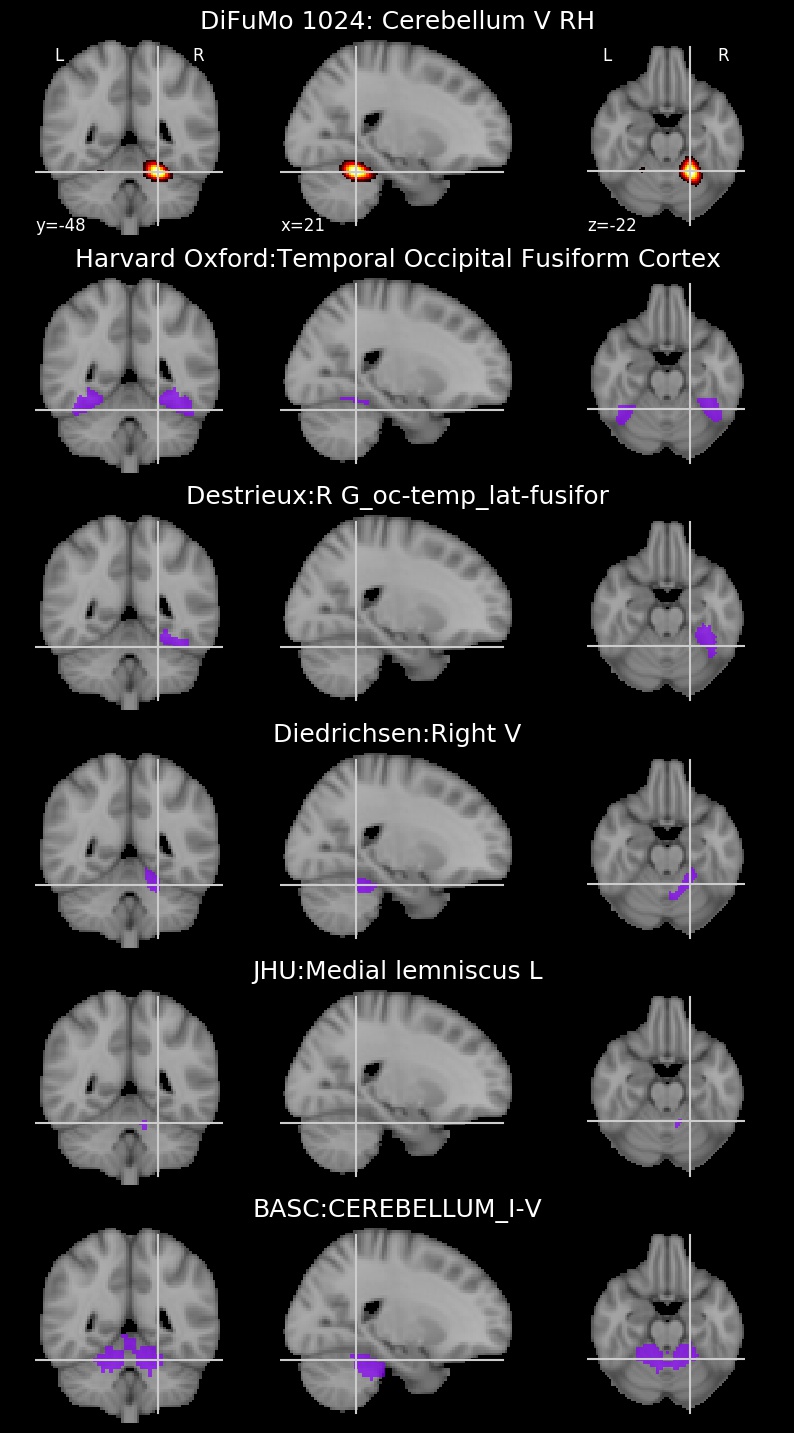 DiFuMo 1024: Cerebellum V RH
L R L R
y=-48 x=21 z=-22
Harvard Oxford:Temporal Occipital Fusiform Cortex
Destrieux:R G_oc-temp_lat-fusifor
Diedrichsen:Right V
JHU:Medial lemniscus L
BASC:CEREBELLUM_I-V